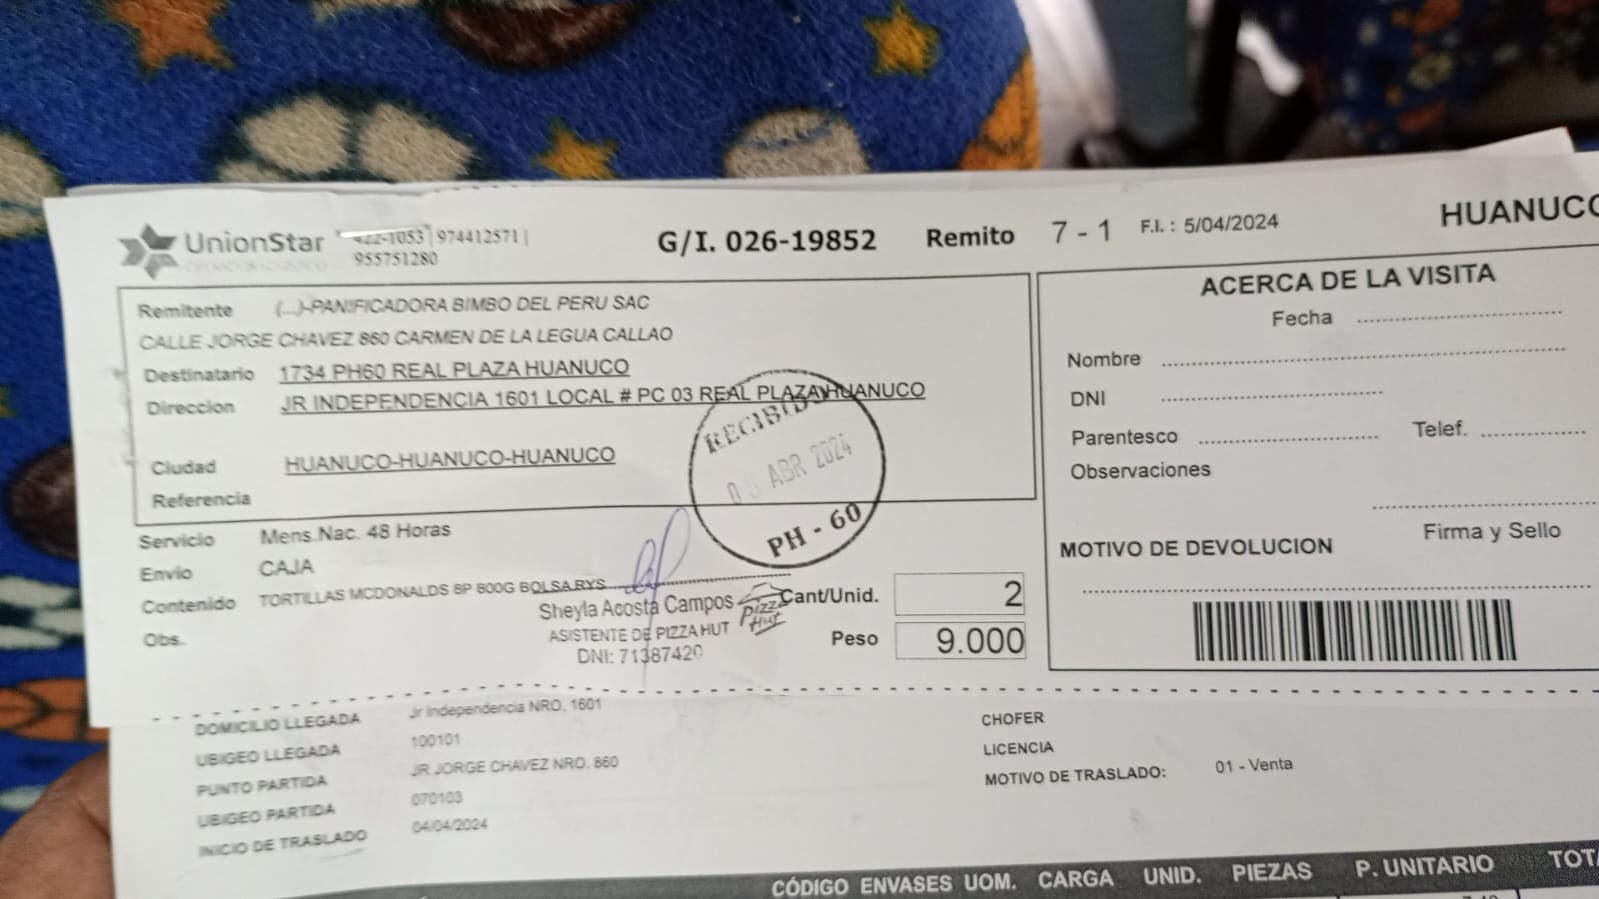 UnionStar
422-1053 | 974412571 |
955751280
G/I. 026-19852
Remito 7 - 1
F.I. : 5/04/2024
HUANUCO
Remitente (...)-PANIFICADORA BIMBO DEL PERU SAC
CALLE JORGE CHAVEZ 860 CARMEN DE LA LEGUA CALLAO
Destinatario 1734 PH60 REAL PLAZA HUANUCO
Direccion JR INDEPENDENCIA 1601 LOCAL # PC 03 REAL PLAZA HUANUCO
Ciudad HUANUCO-HUANUCO-HUANUCO
Referencia
RECIBIDO
ABR 2024
PH - 60
Servicio Mens.Nac. 48 Horas
Envio CAJA
Contenido TORTILLAS MCDONALDS 8P 800G BOLSA.RYS
Obs.
Sheyla Acosta Campos
ASISTENTE DE PIZZA HUT
DNI: 71387420
Pizza
Hut
Cant/Unid. 2
Peso 9.000
ACERCA DE LA VISITA
Fecha
Nombre
DNI
Parentesco
Telef.
Observaciones
Firma y Sello
MOTIVO DE DEVOLUCION
DOMICILIO LLEGADA Jr Independencia NRO. 1601
UBIGEO LLEGADA 100101
PUNTO PARTIDA JR JORGE CHAVEZ NRO. 860
UBIGEO PARTIDA 070103
INICIO DE TRASLADO 04/04/2024
CHOFER
LICENCIA
MOTIVO DE TRASLADO: 01 - Venta
CÓDIGO ENVASES UOM. CARGA UNID. PIEZAS P. UNITARIO